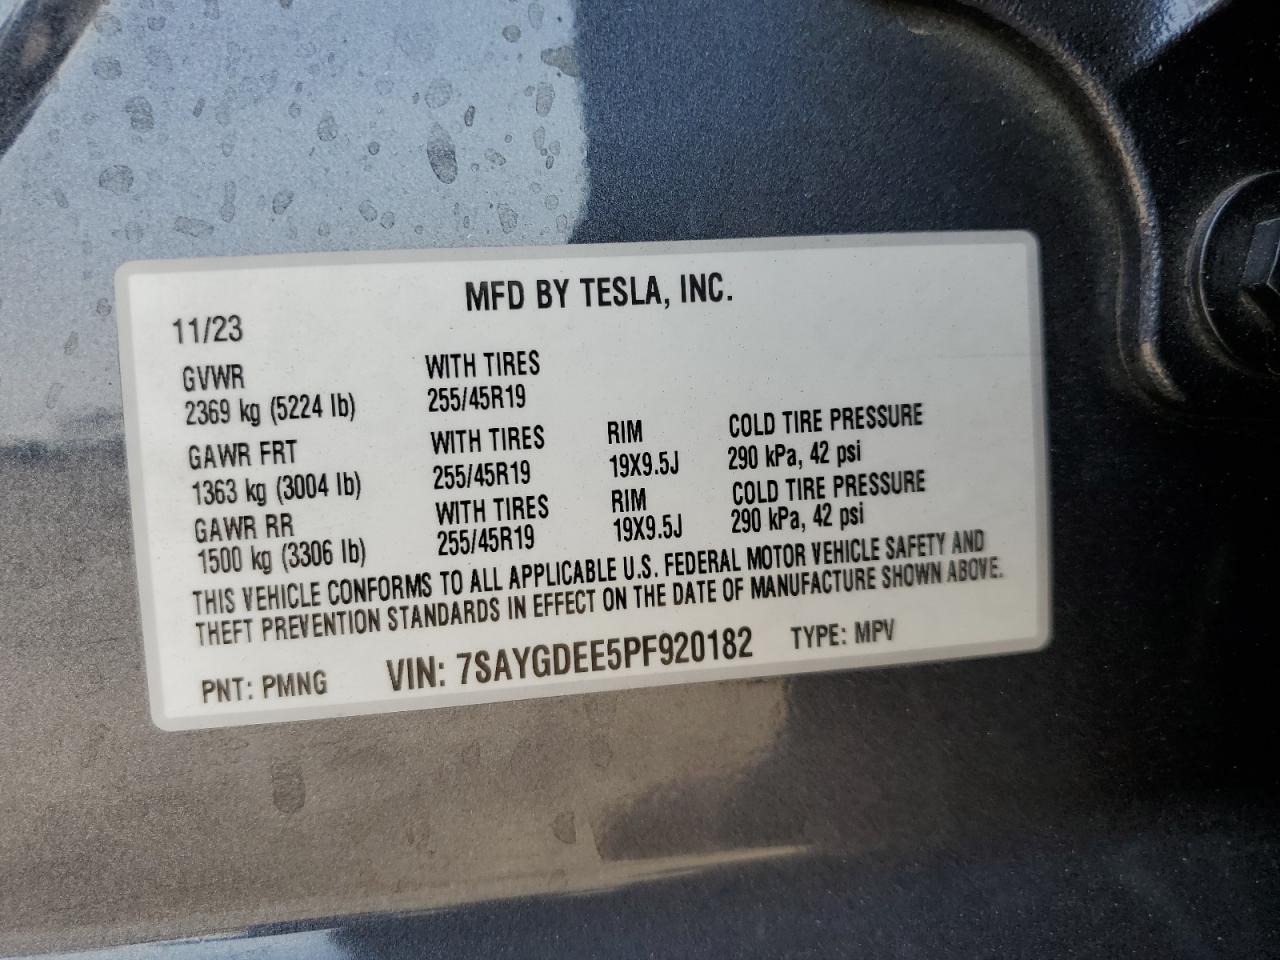 MFD BY TESLA, INC.
11/23
GVWR WITH TIRES
2369 kg (5224 lb) 255/45R19
GAWR FRT WITH TIRES RIM COLD TIRE PRESSURE
1363 kg (3004 lb) 255/45R19 19X9.5J 290 kPa, 42 psi
GAWR RR WITH TIRES RIM COLD TIRE PRESSURE
1500 kg (3306 lb) 255/45R19 19X9.5J 290 kPa, 42 psi
THIS VEHICLE CONFORMS TO ALL APPLICABLE U.S. FEDERAL MOTOR VEHICLE SAFETY AND
THEFT PREVENTION STANDARDS IN EFFECT ON THE DATE OF MANUFACTURE SHOWN ABOVE.
PNT: PMNG VIN: 7SAYGDEE5PF920182 TYPE: MPV